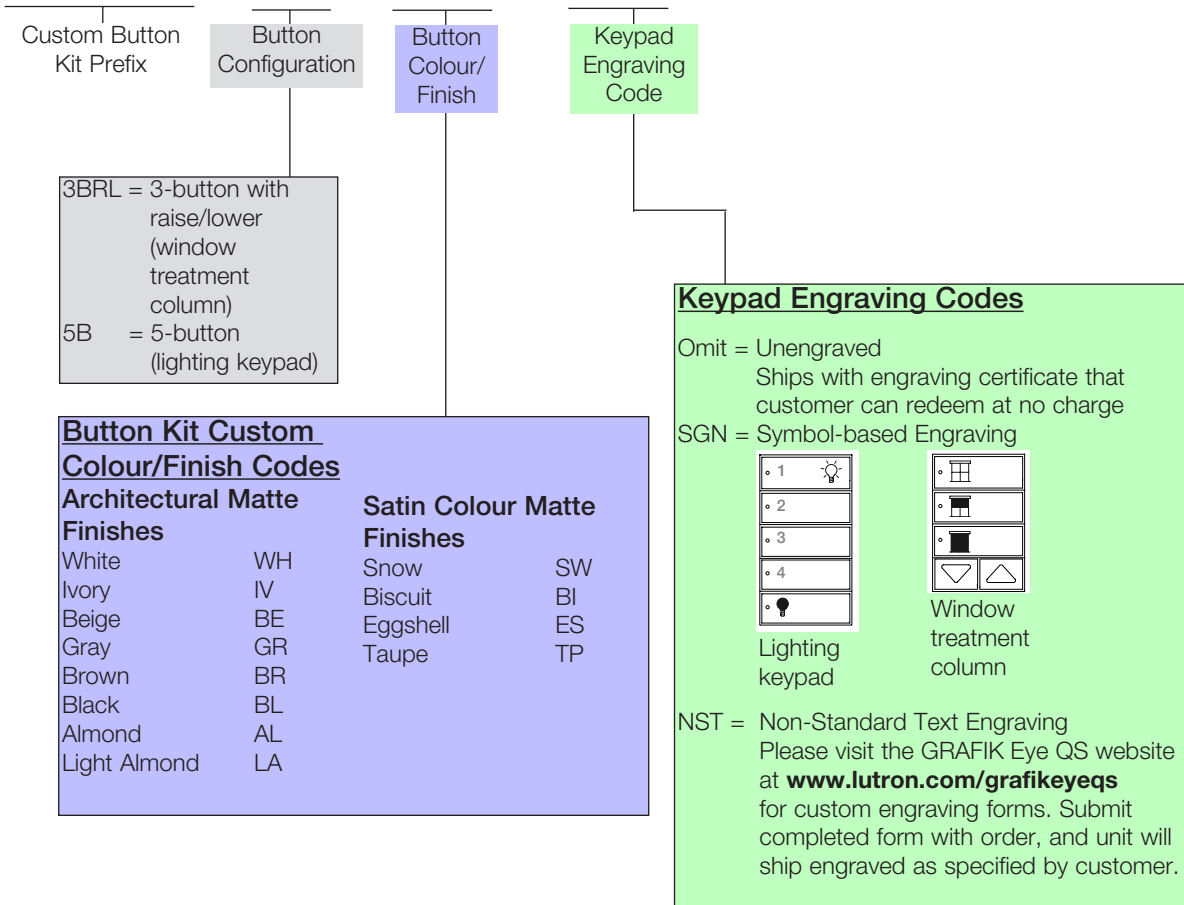 Custom Button
Kit Prefix
Button
Configuration
Button
Colour/
Finish
Keypad
Engraving
Code
3BRL = 3-button with
raise/lower
(window
treatment
column)
5B = 5-button
(lighting keypad)
Button Kit Custom
Colour/Finish Codes
Architectural Matte
Finishes
White WH
Ivory IV
Beige BE
Gray GR
Brown BR
Black BL
Almond AL
Light Almond LA
Satin Colour Matte
Finishes
Snow SW
Biscuit BI
Eggshell ES
Taupe TP
Keypad Engraving Codes
Omit = Unengraved
Ships with engraving certificate that
customer can redeem at no charge
SGN = Symbol-based Engraving
1
2
3
4
Lighting
keypad
Window
treatment
column
NST = Non-Standard Text Engraving
Please visit the GRAFIK Eye QS website
at www.lutron.com/grafikeyeqs
for custom engraving forms. Submit
completed form with order, and unit will
ship engraved as specified by customer.